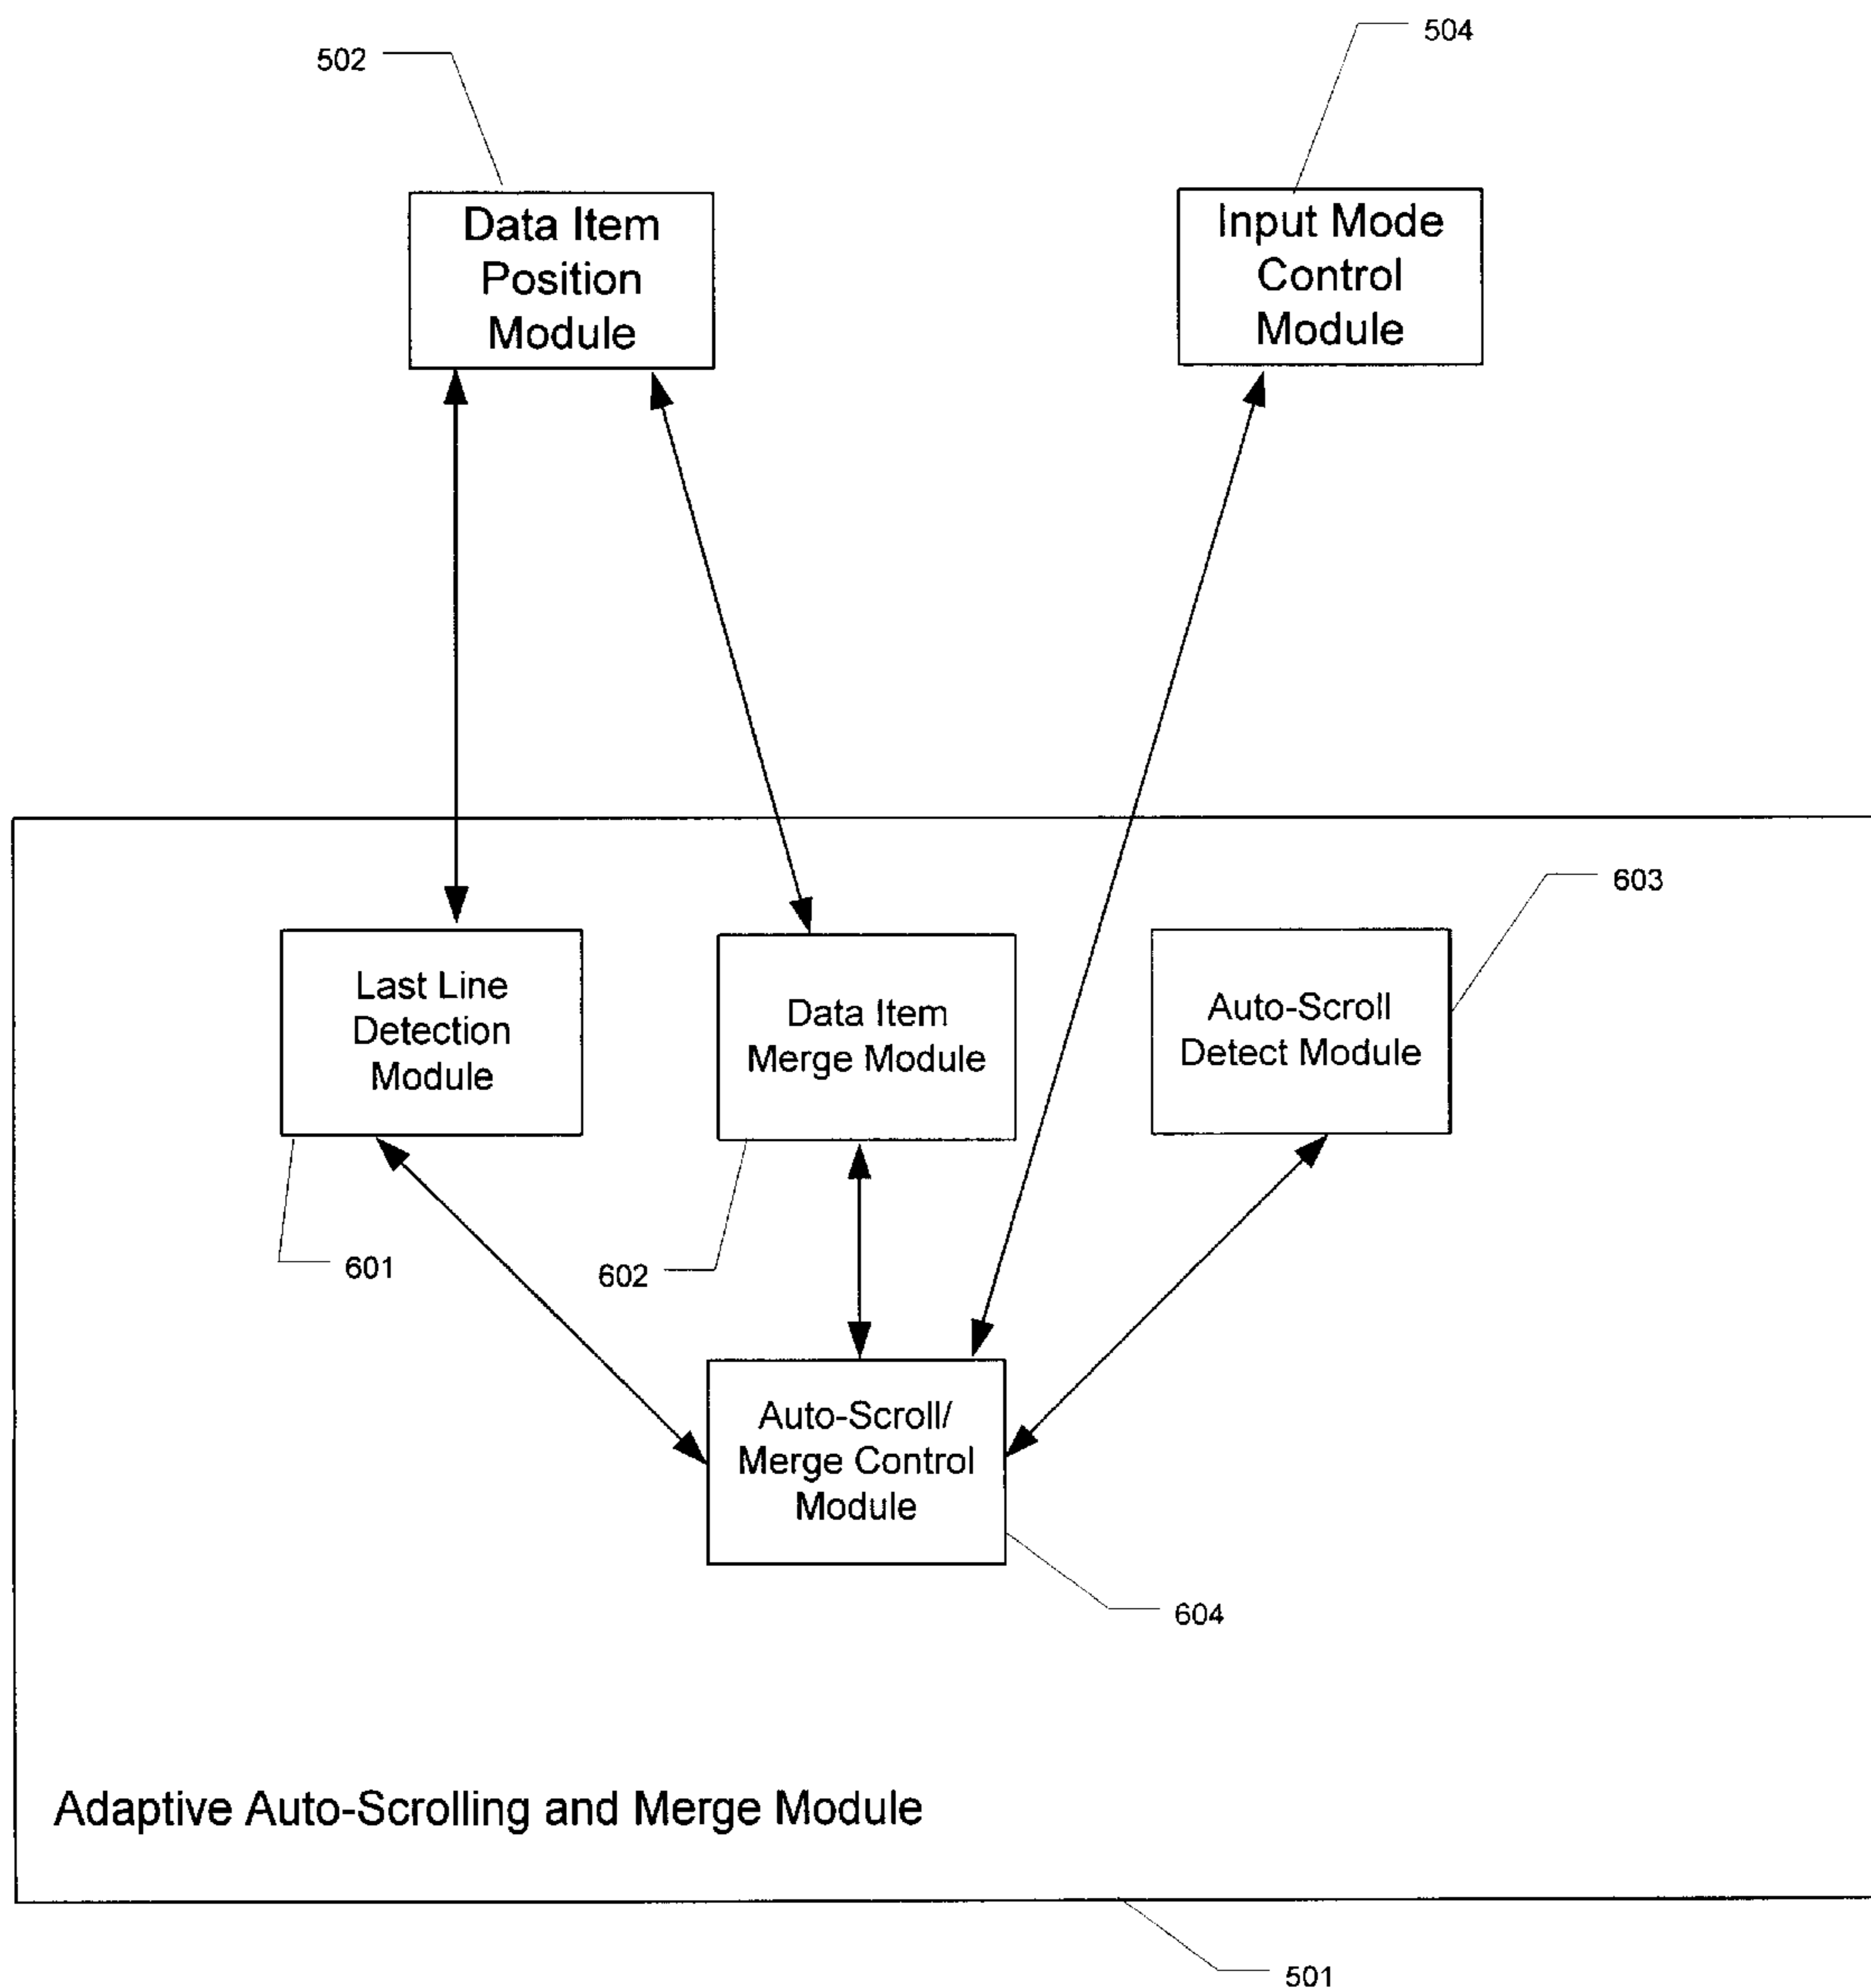 504
502
Data Item
Position
Module
Input Mode
Control
Module
603
Last Line
Detection
Module
Data Item
Merge Module
Auto-Scroll
Detect Module
601
602
Auto-Scroll/
Merge Control
Module
604
Adaptive Auto-Scrolling and Merge Module
501